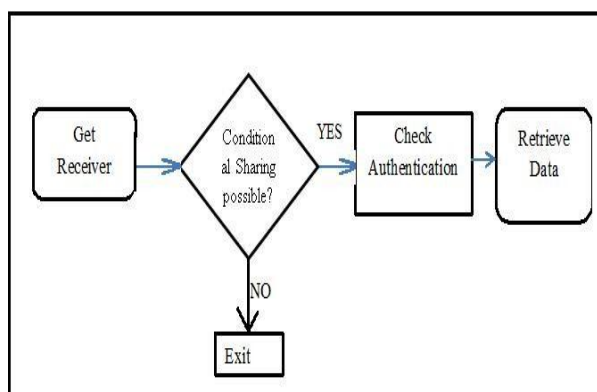 Get
Receiver
Condition
al Sharing
possible?
YES
Check
Authentication
Retrieve
Data
NO
Exit